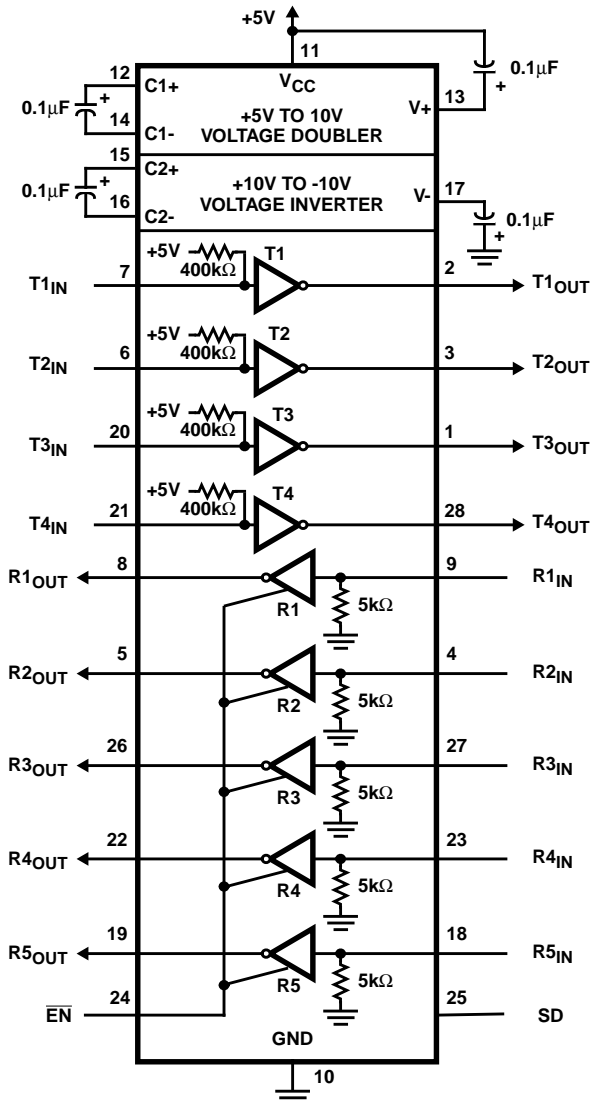 +5V
11
12
C1+
VCC
0.1µF
+
13
V+
0.1µF
+
14
C1-
+5V TO 10V
VOLTAGE DOUBLER
15
C2+
0.1µF
+
16
C2-
+10V TO -10V
VOLTAGE INVERTER
V-
17
0.1µF
+
+5V
400kΩ
T1
T1IN
7
2
T1OUT
+5V
400kΩ
T2
T2IN
6
3
T2OUT
+5V
400kΩ
T3
T3IN
20
1
T3OUT
+5V
400kΩ
T4
T4IN
21
28
T4OUT
R1OUT
8
9
R1IN
R1
5kΩ
R2OUT
5
4
R2IN
R2
5kΩ
R3OUT
26
27
R3IN
R3
5kΩ
R4OUT
22
23
R4IN
R4
5kΩ
R5OUT
19
18
R5IN
R5
5kΩ
E̅N̅
24
25
SD
GND
10